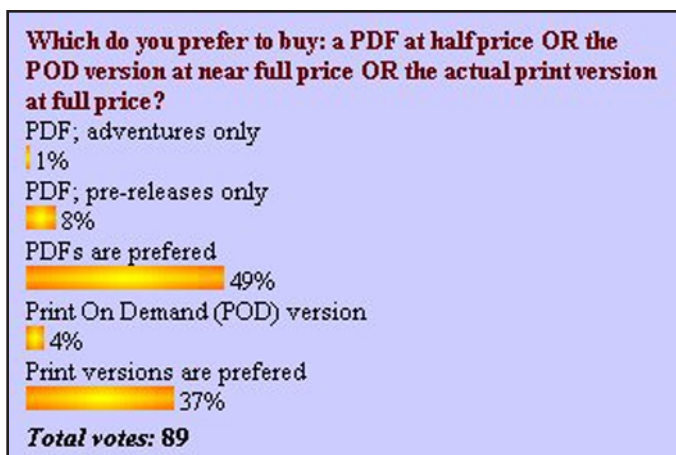 Which do you prefer to buy: a PDF at half price OR the
POD version at near full price OR the actual print version
at full price?
PDF; adventures only
1%
PDF; pre-releases only
8%
PDFs are prefered
49%
Print On Demand (POD) version
4%
Print versions are prefered
37%
Total votes: 89